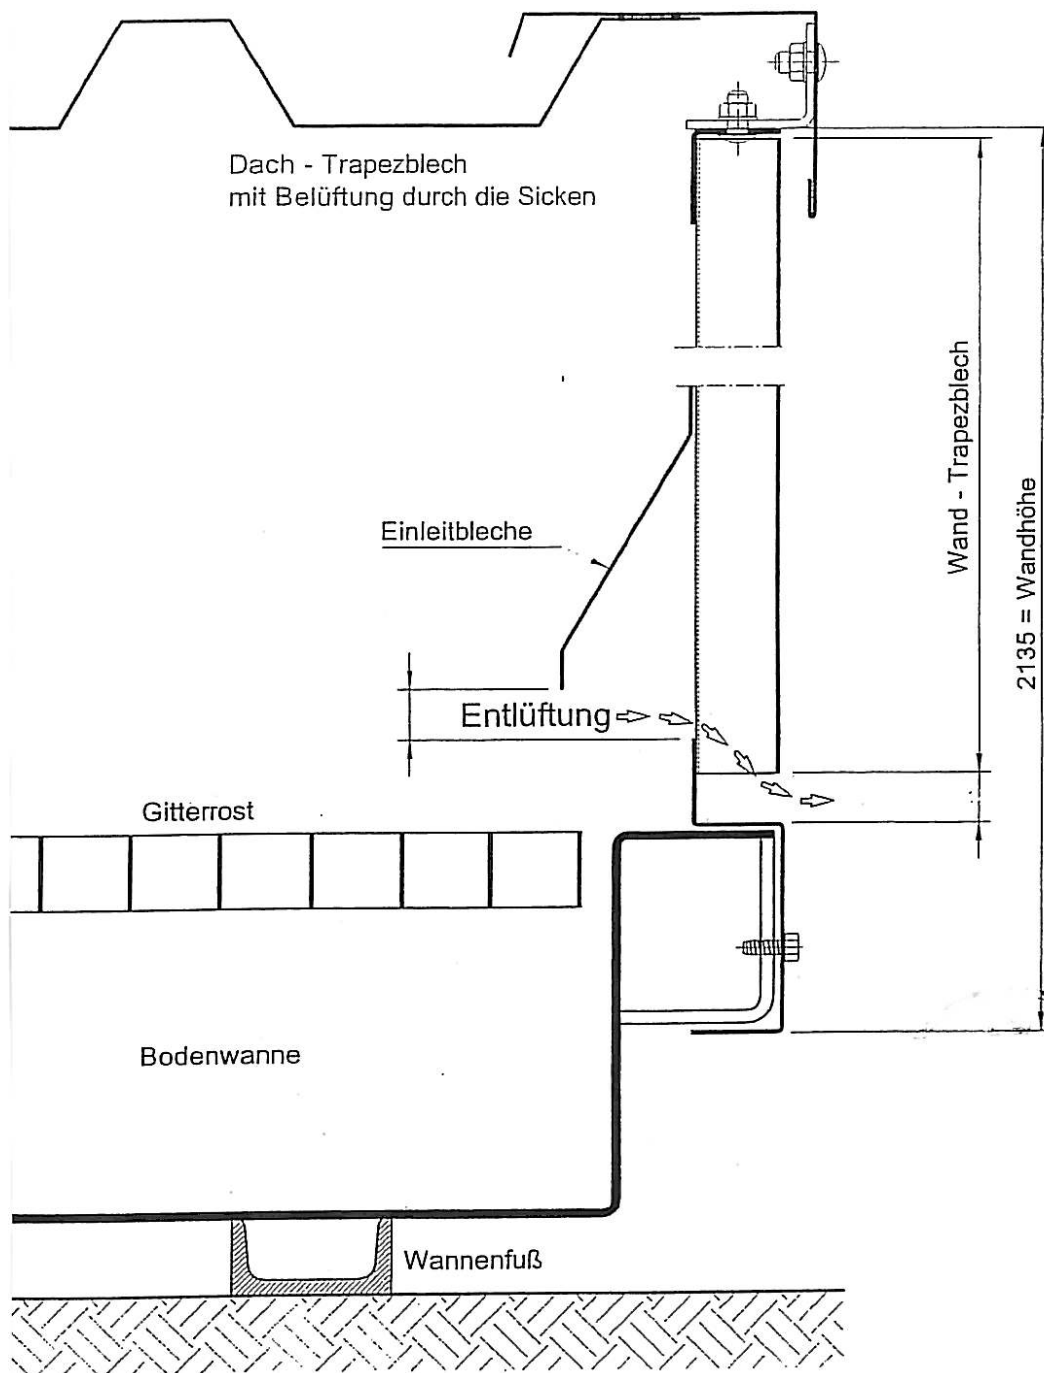 Dach - Trapezblech
mit Belüftung durch die Sicken
Wand - Trapezblech
2135 = Wandhöhe
Einleitbleche
Entlüftung
Gitterrost
Bodenwanne
Wannenfuß